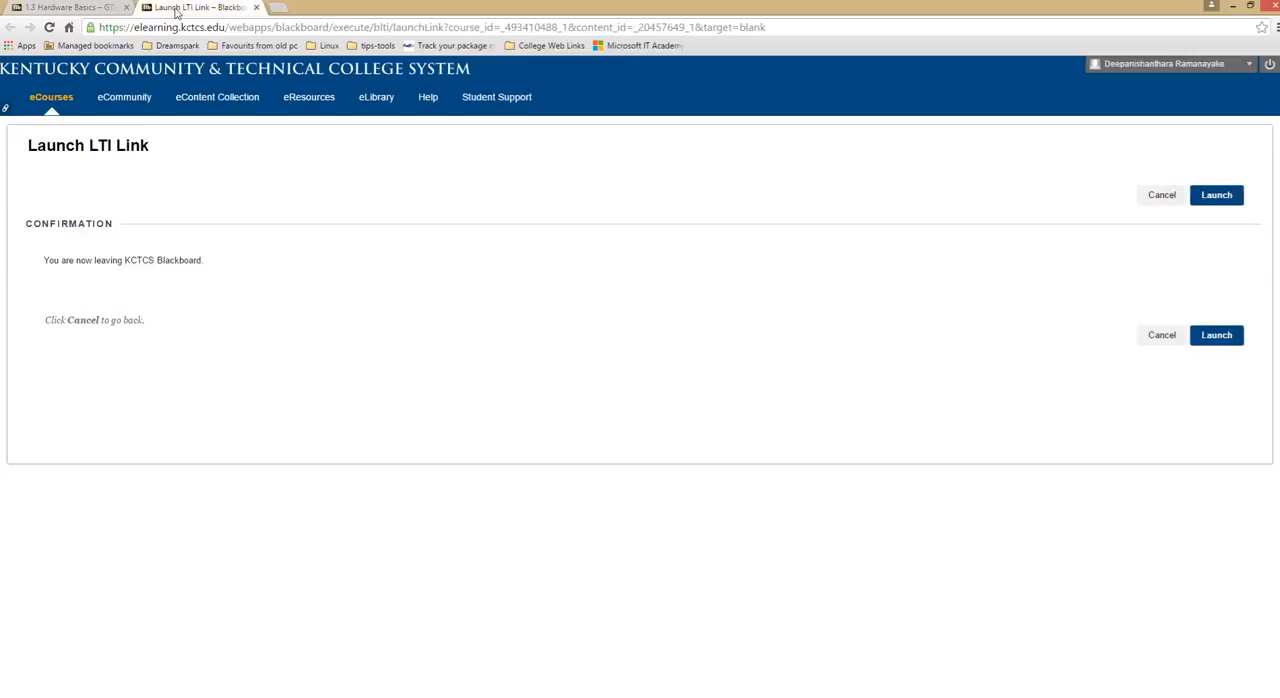 1.3 Hardware Basics – GT
Launch LTI Link – Blackbo
https://elearning.kctcs.edu/webapps/blackboard/execute/blti/launchLink?course_id=_493410488_1&content_id=_20457649_1&target=blank
Apps Managed bookmarks Dreamspark Favourits from old pc Linux tips-tools Track your package o College Web Links Microsoft IT Academy
KENTUCKY COMMUNITY & TECHNICAL COLLEGE SYSTEM
Deepanishanthara Ramanayake
eCourses eCommunity eContent Collection eResources eLibrary Help Student Support
Launch LTI Link
Cancel Launch
CONFIRMATION
You are now leaving KCTCS Blackboard.
Click Cancel to go back.
Cancel Launch